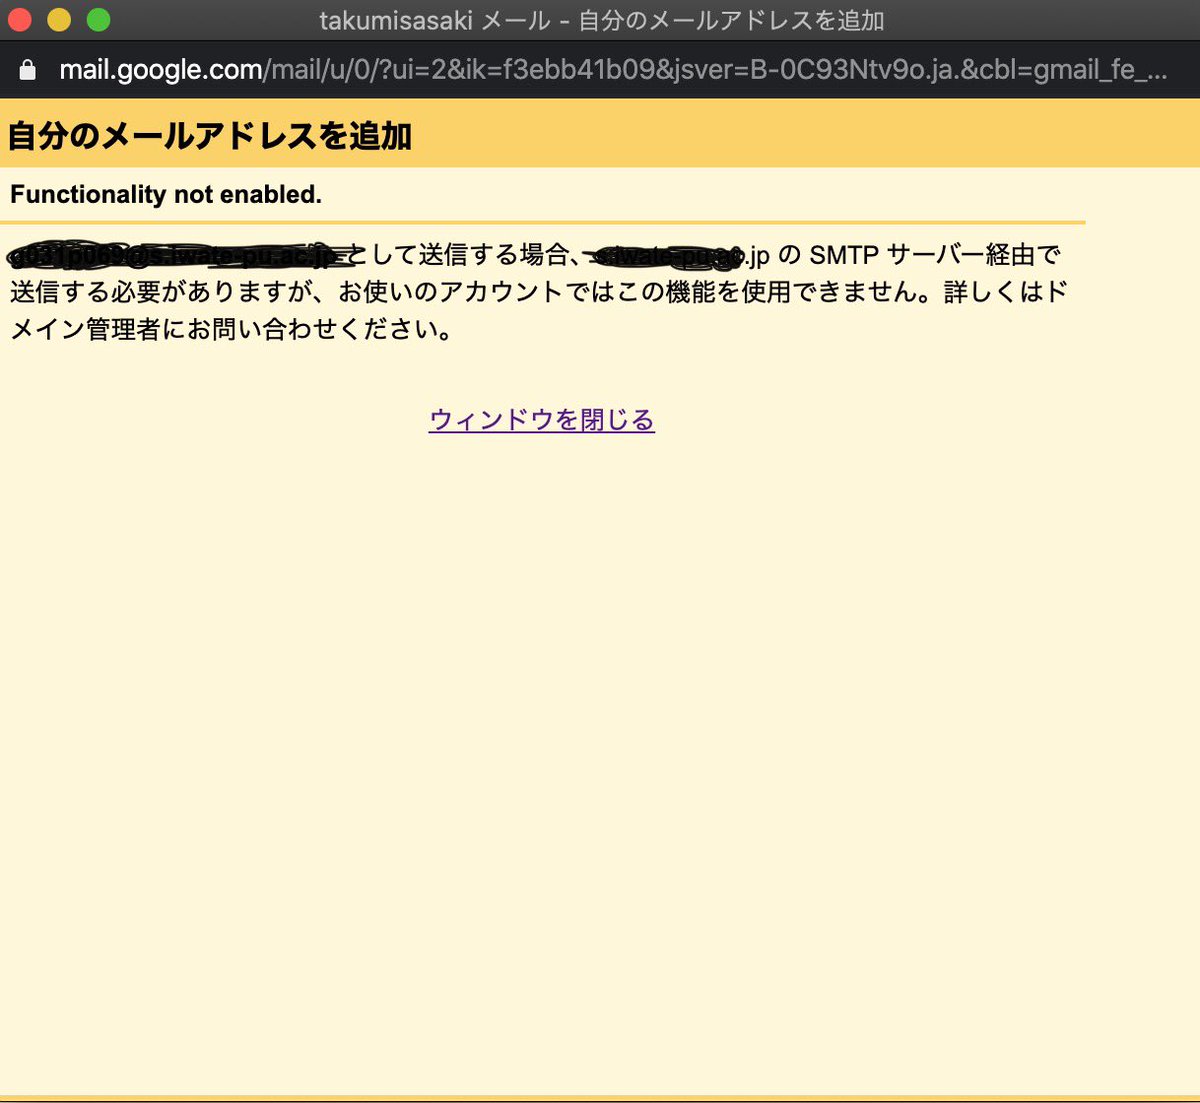 takumisasaki メール - 自分のメールアドレスを追加
mail.google.com/mail/u/0/?ui=2&ik=f3ebb41b09&jsver=B-0C93Ntv9o.ja.&cbl=gmail_fe_...
自分のメールアドレスを追加
Functionality not enabled.
として送信する場合、.jp の SMTP サーバー経由で
送信する必要がありますが、お使いのアカウントではこの機能を使用できません。詳しくはド
メイン管理者にお問い合わせください。
ウィンドウを閉じる